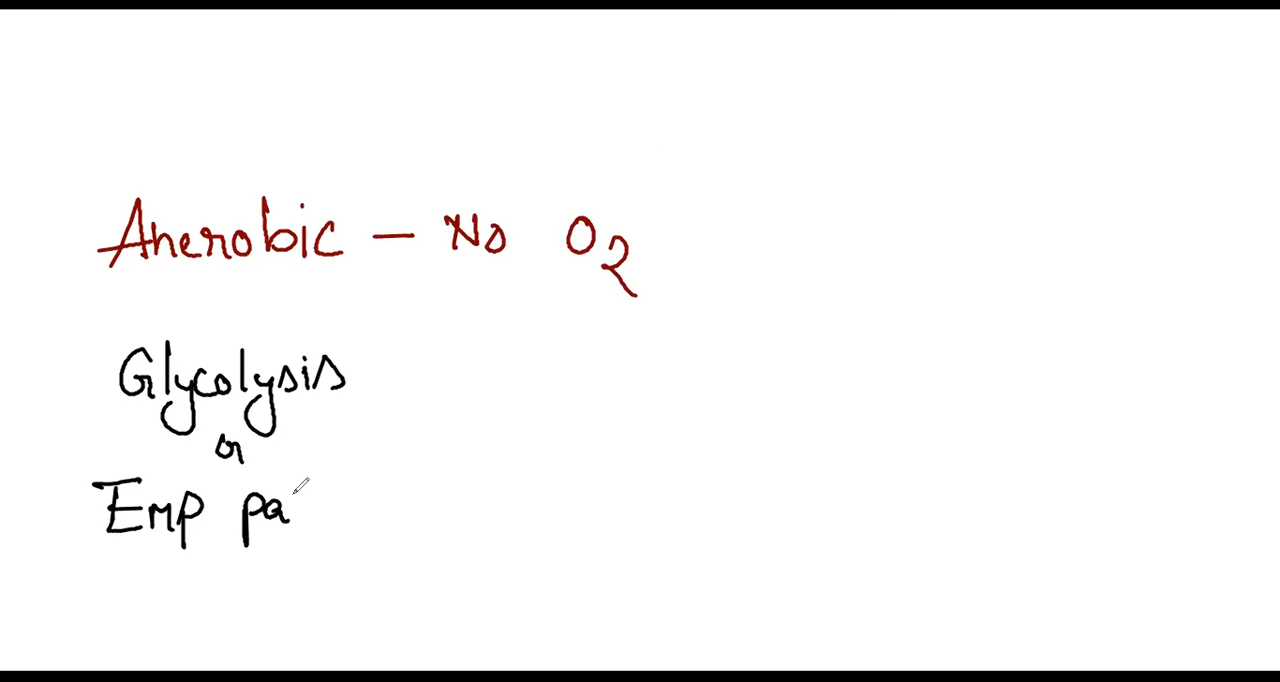 Anerobic — No O2
Glycolysis
or
Emp pa